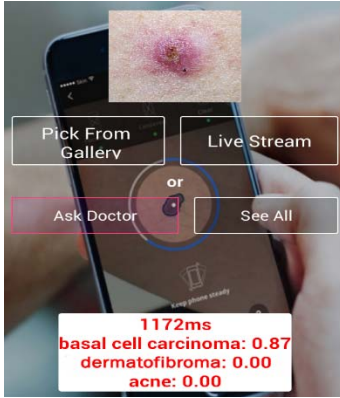 Pick From
Gallery
Live Stream
or
Ask Doctor
See All
Keep phone steady
1172ms
basal cell carcinoma: 0.87
dermatofibroma: 0.00
acne: 0.00